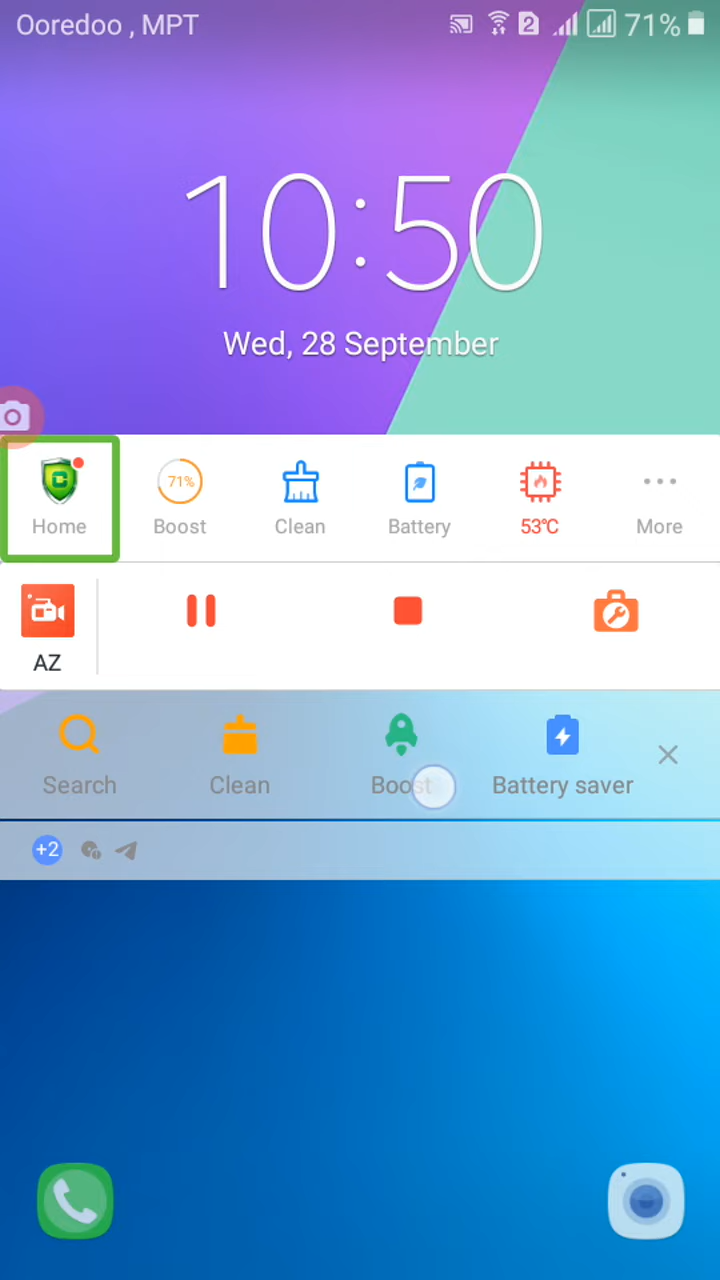 Ooredoo , MPT
2
71%
10:50
Wed, 28 September
71%
Home
Boost
Clean
Battery
53°C
More
AZ
Search
Clean
Boost
Battery saver
+2